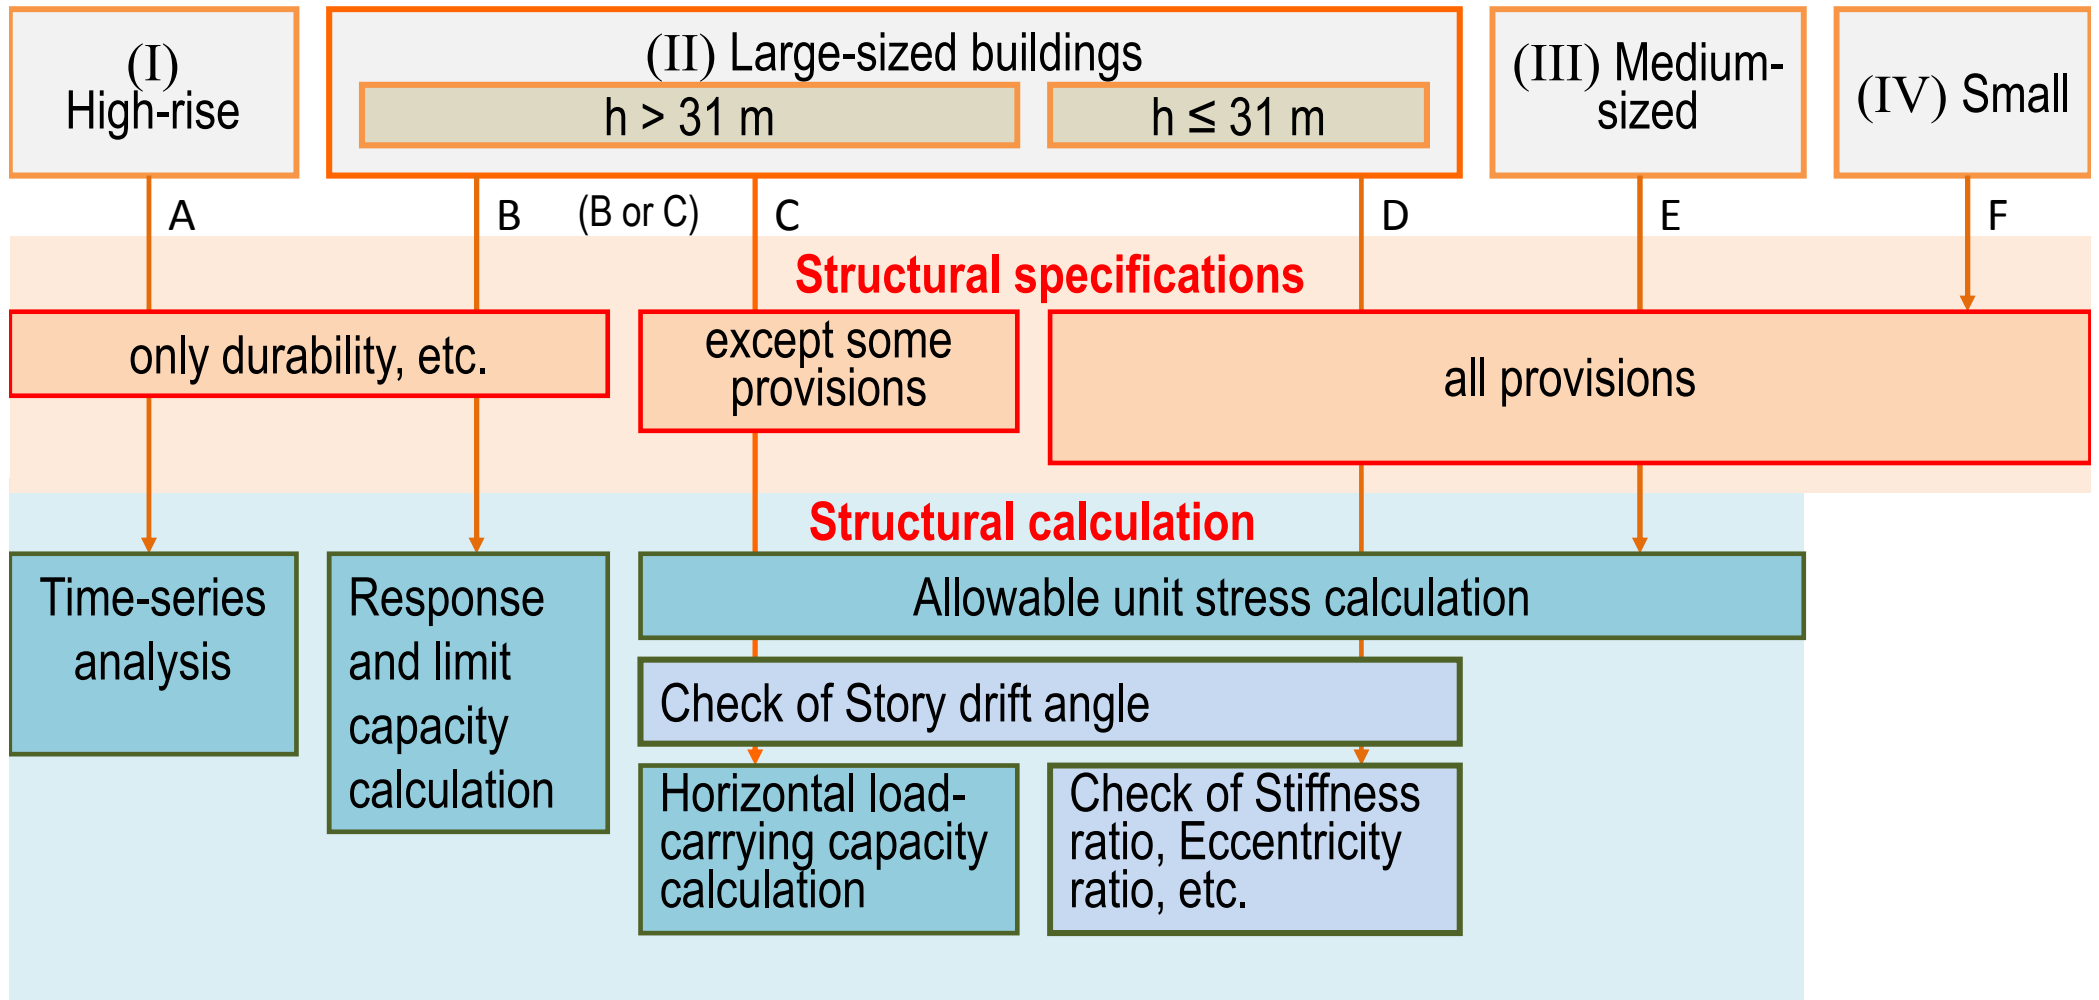 (I)
High-rise
(II) Large-sized buildings
h > 31 m
h ≤ 31 m
(III) Medium-
sized
(IV) Small
A
B
(B or C)
C
D
E
F
Structural specifications
only durability, etc.
except some
provisions
all provisions
Structural calculation
Time-series
analysis
Response
and limit
capacity
calculation
Allowable unit stress calculation
Check of Story drift angle
Horizontal load-
carrying capacity
calculation
Check of Stiffness
ratio, Eccentricity
ratio, etc.